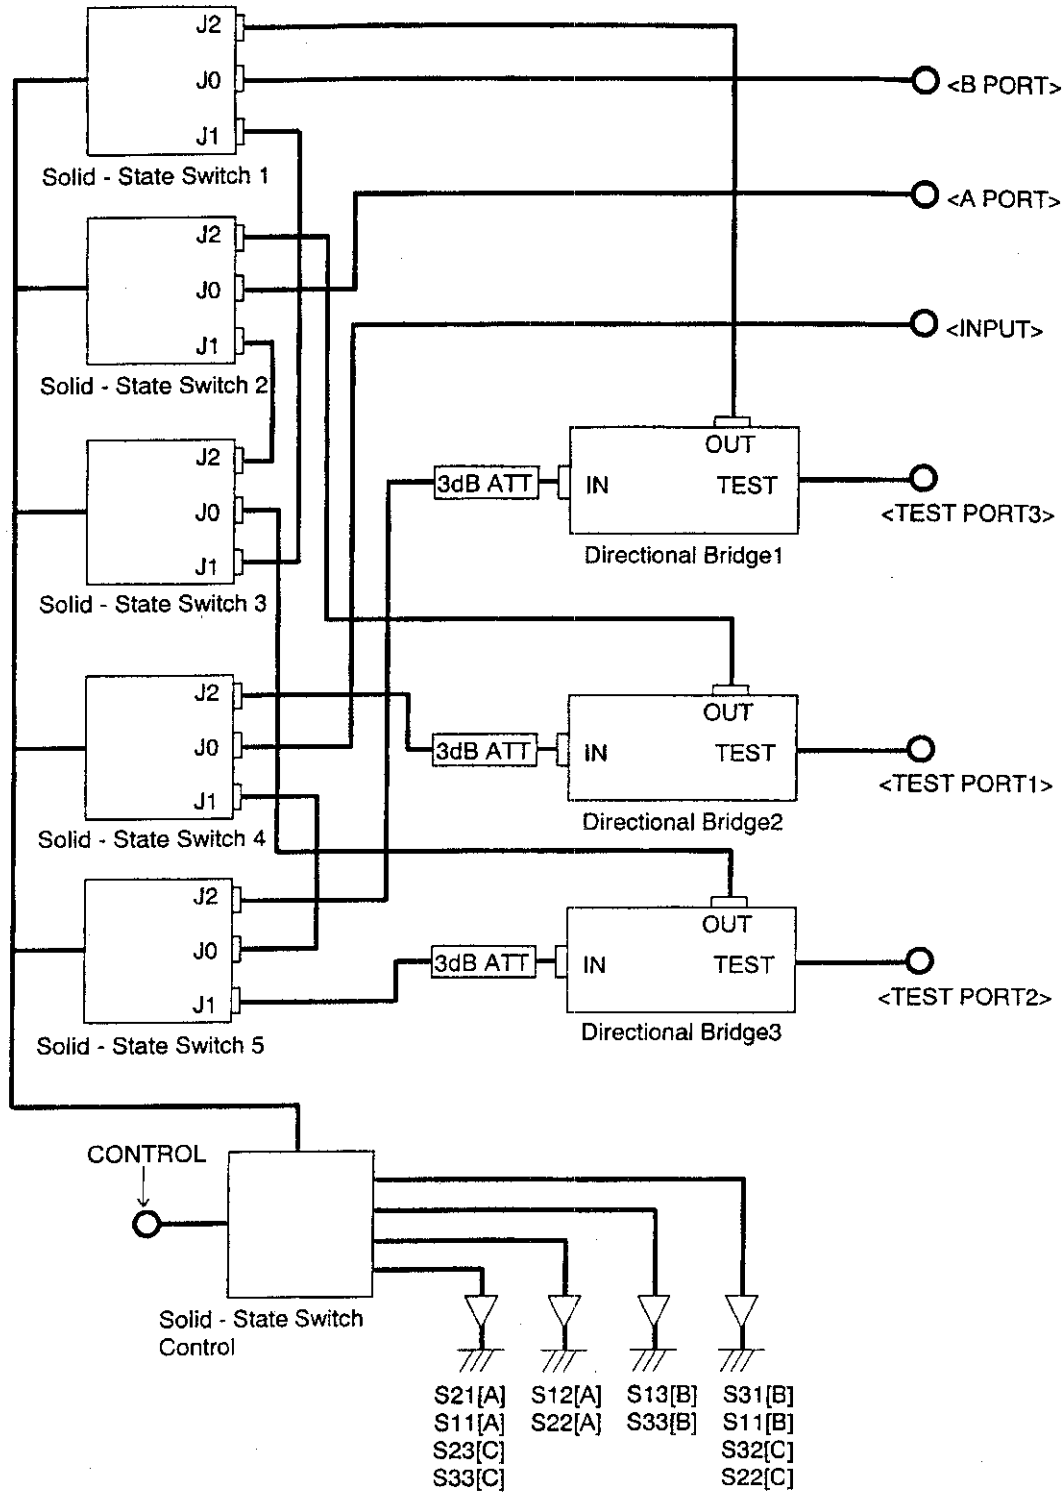 J2
J0
J1
Solid - State Switch 1
<B PORT>
<A PORT>
<INPUT>
J2
J0
J1
Solid - State Switch 2
J2
J0
J1
Solid - State Switch 3
3dB ATT
IN
OUT
TEST
Directional Bridge1
<TEST PORT3>
J2
J0
J1
Solid - State Switch 4
3dB ATT
IN
OUT
TEST
Directional Bridge2
<TEST PORT1>
J2
J0
J1
Solid - State Switch 5
3dB ATT
IN
OUT
TEST
Directional Bridge3
<TEST PORT2>
CONTROL
Solid - State Switch
Control
S21[A] S12[A] S13[B] S31[B]
S11[A] S22[A] S33[B] S11[B]
S23[C] S32[C]
S33[C] S22[C]